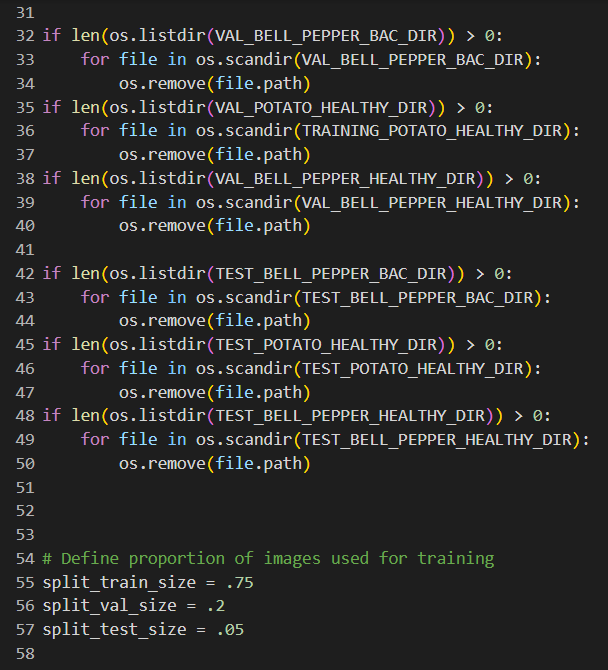 31
32 if len(os.listdir(VAL_BELL_PEPPER_BAC_DIR)) > 0:
33     for file in os.scandir(VAL_BELL_PEPPER_BAC_DIR):
34         os.remove(file.path)
35 if len(os.listdir(VAL_POTATO_HEALTHY_DIR)) > 0:
36     for file in os.scandir(TRAINING_POTATO_HEALTHY_DIR):
37         os.remove(file.path)
38 if len(os.listdir(VAL_BELL_PEPPER_HEALTHY_DIR)) > 0:
39     for file in os.scandir(VAL_BELL_PEPPER_HEALTHY_DIR):
40         os.remove(file.path)
41
42 if len(os.listdir(TEST_BELL_PEPPER_BAC_DIR)) > 0:
43     for file in os.scandir(TEST_BELL_PEPPER_BAC_DIR):
44         os.remove(file.path)
45 if len(os.listdir(TEST_POTATO_HEALTHY_DIR)) > 0:
46     for file in os.scandir(TEST_POTATO_HEALTHY_DIR):
47         os.remove(file.path)
48 if len(os.listdir(TEST_BELL_PEPPER_HEALTHY_DIR)) > 0:
49     for file in os.scandir(TEST_BELL_PEPPER_HEALTHY_DIR):
50         os.remove(file.path)
51
52
53
54 # Define proportion of images used for training
55 split_train_size = .75
56 split_val_size = .2
57 split_test_size = .05
58